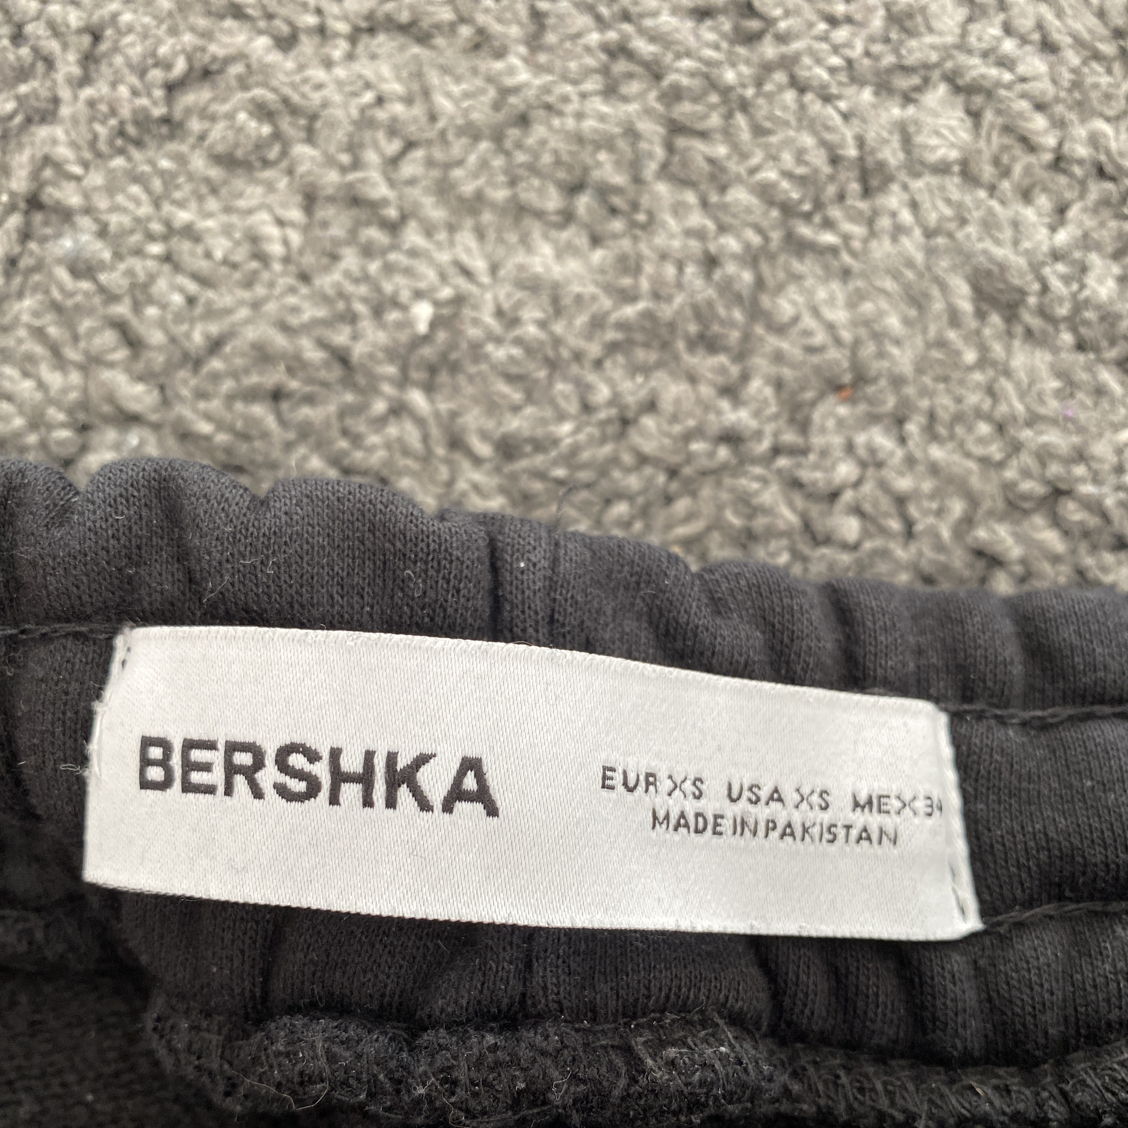 BERSHKA
EUR XS USA XS MEX 34
MADE IN PAKISTAN